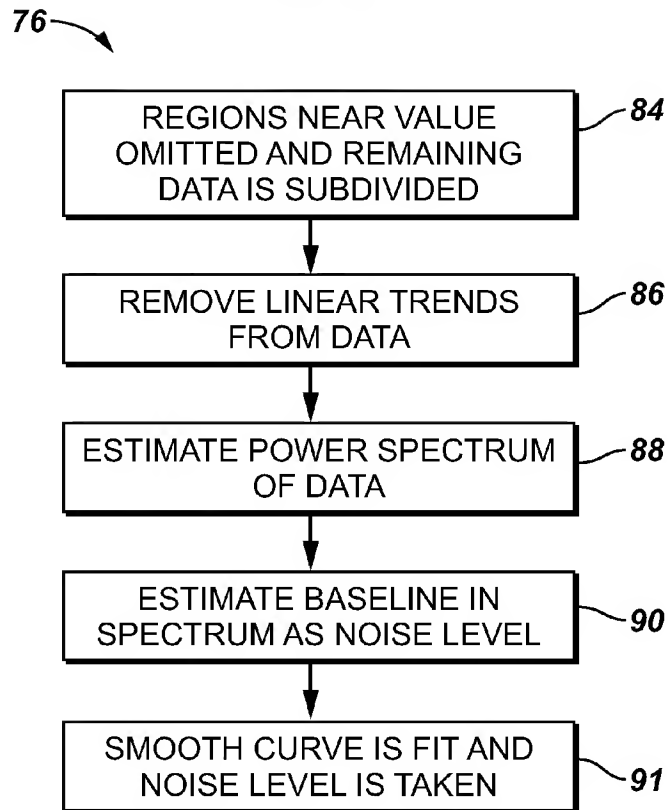 76
REGIONS NEAR VALUE
OMITTED AND REMAINING
DATA IS SUBDIVIDED
84
REMOVE LINEAR TRENDS
FROM DATA
86
ESTIMATE POWER SPECTRUM
OF DATA
88
ESTIMATE BASELINE IN
SPECTRUM AS NOISE LEVEL
90
SMOOTH CURVE IS FIT AND
NOISE LEVEL IS TAKEN
91